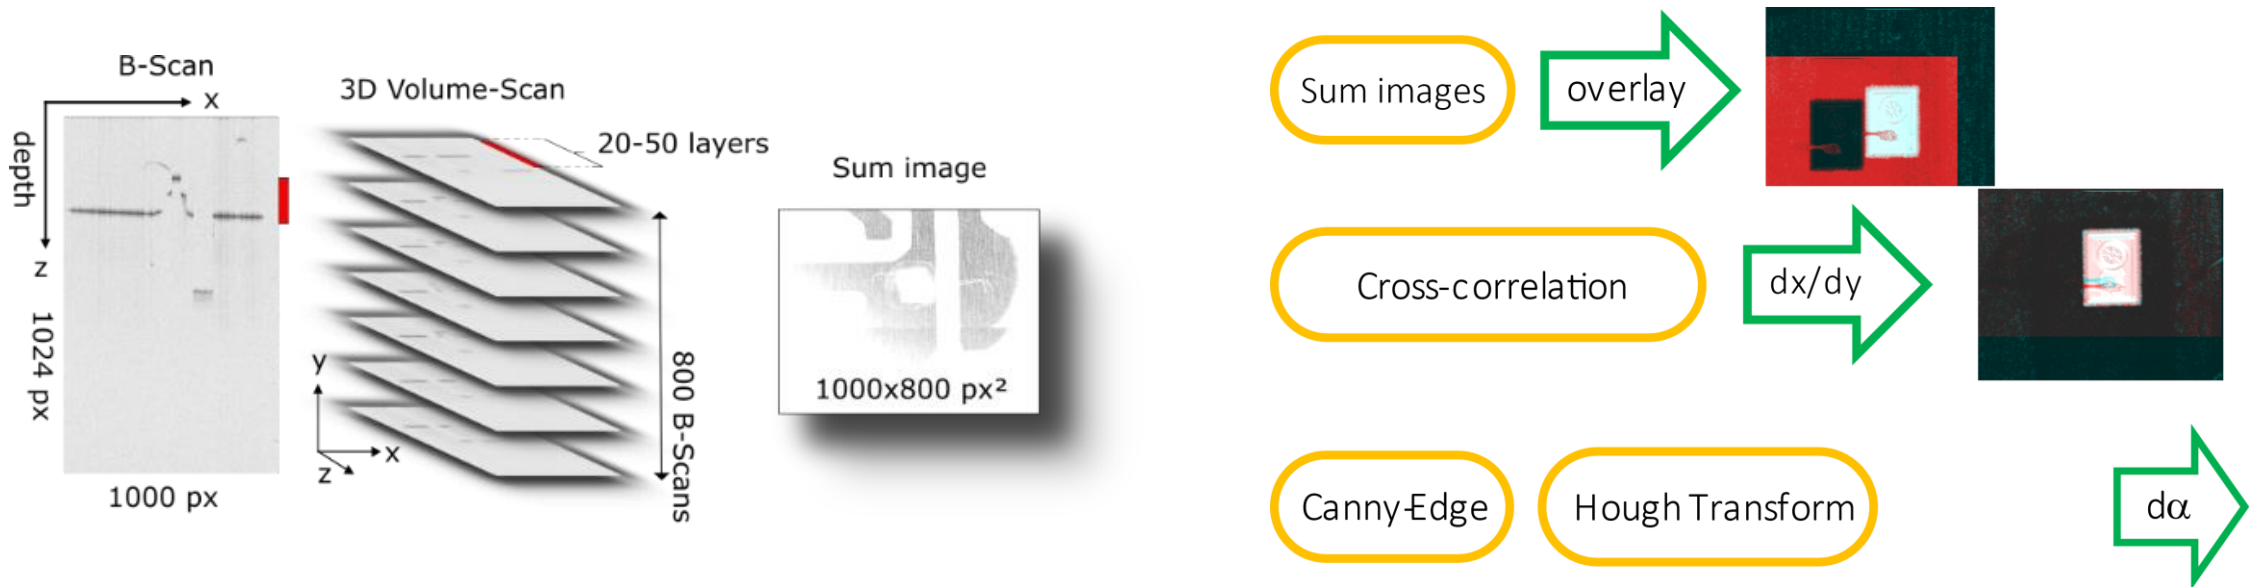 B-Scan
x
depth
z
1024 px
1000 px
3D Volume-Scan
20-50 layers
800 B-Scans
y
x
z
Sum image
1000x800 px²
Sum images
overlay
Cross-correlation
dx/dy
Canny-Edge
Hough Transform
dα